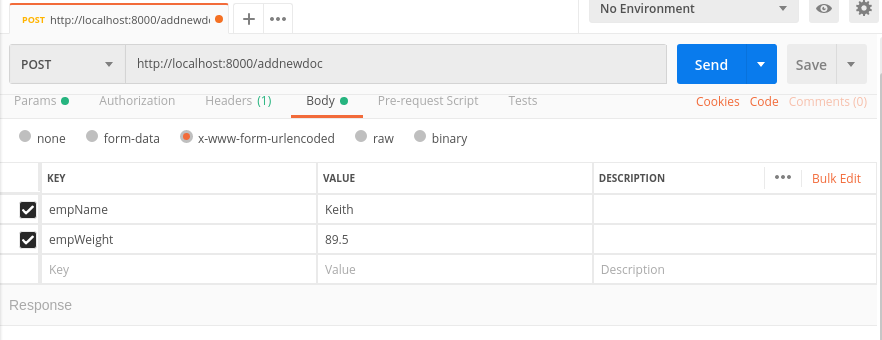 POST http://localhost:8000/addnewd
No Environment
POST http://localhost:8000/addnewdoc Send Save
Params Authorization Headers (1) Body Pre-request Script Tests Cookies Code Comments (0)
none form-data x-www-form-urlencoded raw binary
KEY VALUE DESCRIPTION Bulk Edit
empName Keith
empWeight 89.5
Key Value Description
Response